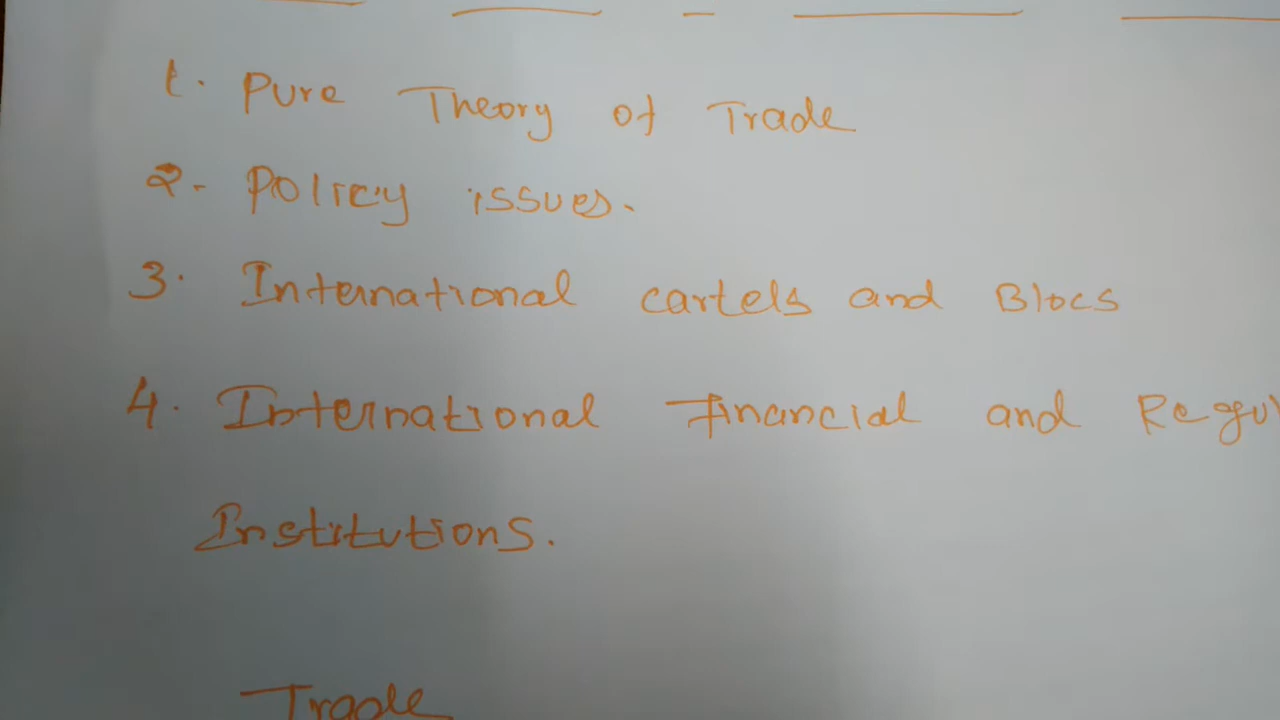 1. Pure Theory of Trade
2. Policy issues.
3. International cartels and Blocs
4. International Financial and Regul
Institutions.
Trade